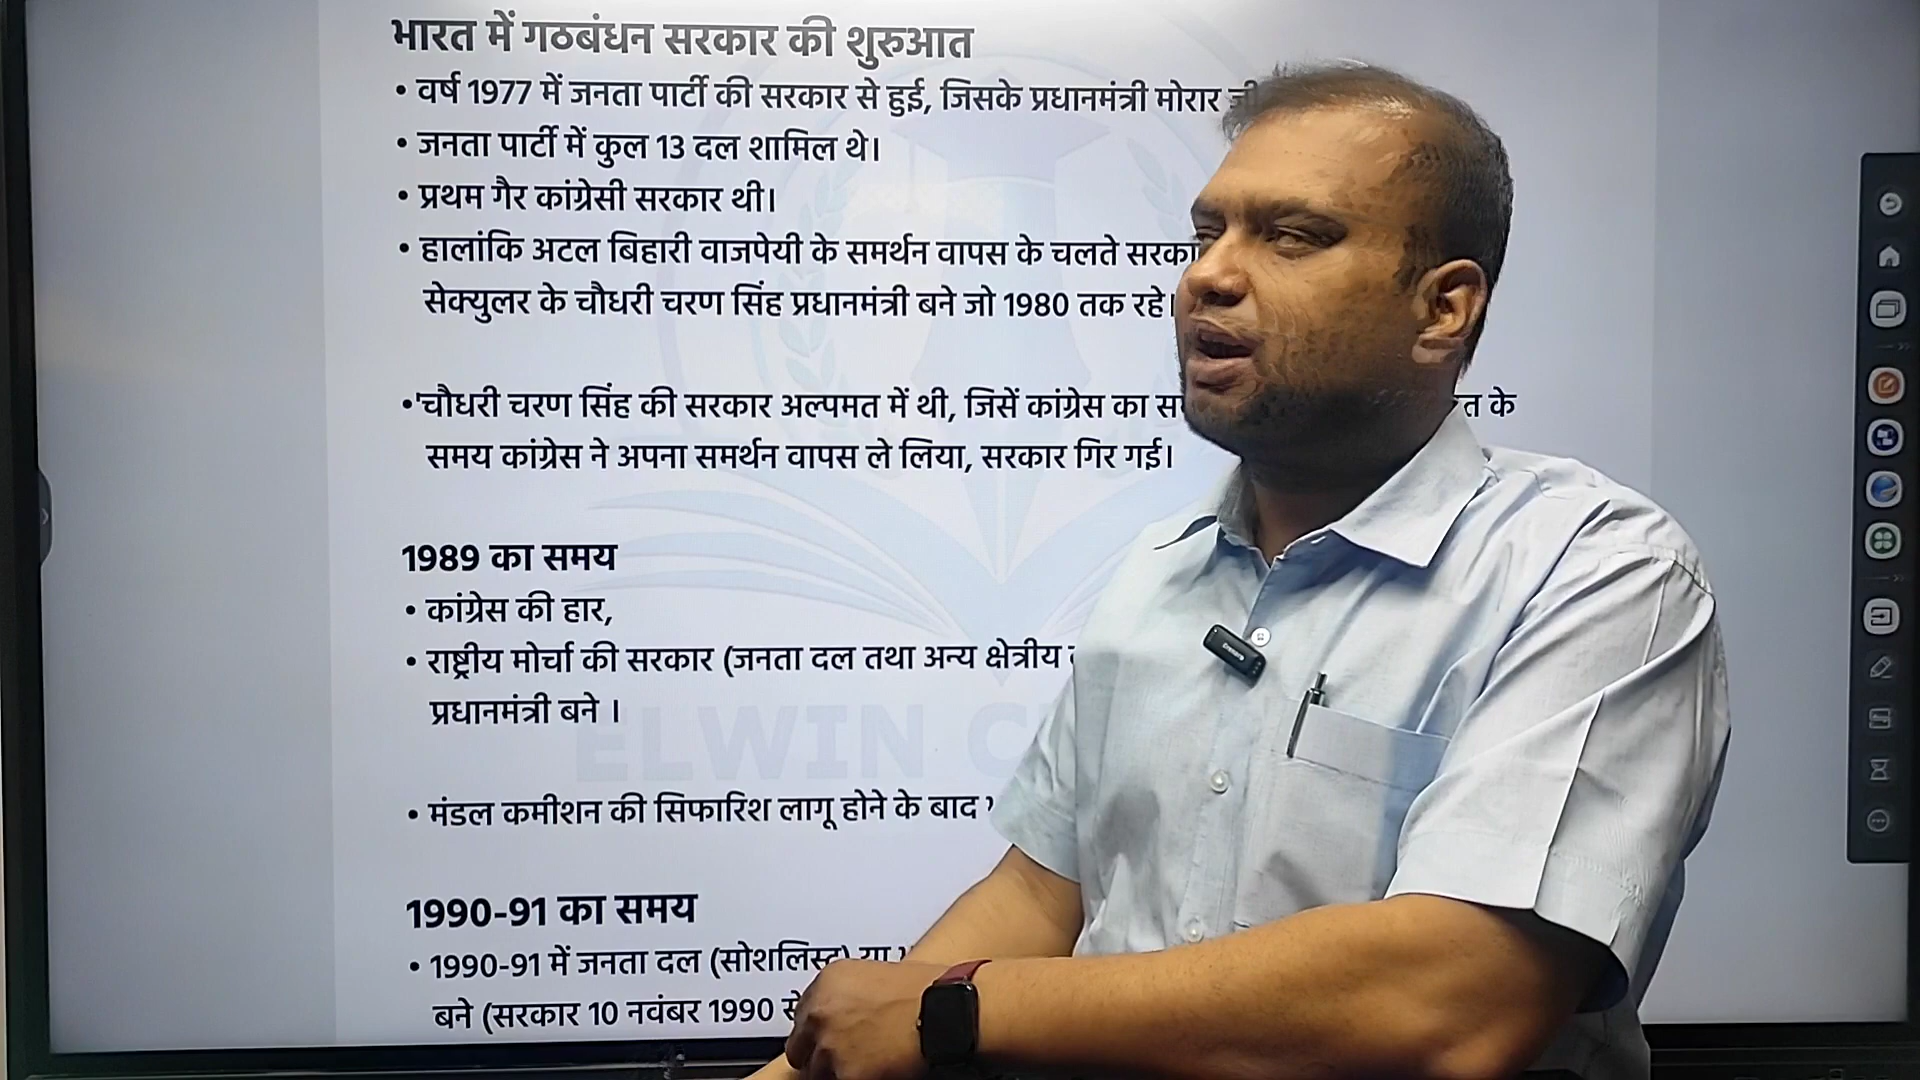 भारत में गठबंधन सरकार की शुरुआत
• वर्ष 1977 में जनता पार्टी की सरकार से हुई, जिसके प्रधानमंत्री मोरार जी
• जनता पार्टी में कुल 13 दल शामिल थे।
• प्रथम गैर कांग्रेसी सरकार थी।
• हालांकि अटल बिहारी वाजपेयी के समर्थन वापस के चलते
सेक्युलर के चौधरी चरण सिंह प्रधानमंत्री बने जो 1980 तक रहे।
•'चौधरी चरण सिंह की सरकार अल्पमत में थी, जिसें कांग्रेस का के
समय कांग्रेस ने अपना समर्थन वापस ले लिया, सरकार गिर गई।
1989 का समय
• कांग्रेस की हार,
• राष्ट्रीय मोर्चा की सरकार (जनता दल तथा अन्य क्षेत्रीय
प्रधानमंत्री बने ।
ELWIN
• मंडल कमीशन की सिफारिश लागू होने के बाद
1990-91 का समय
• 1990-91 में जनता दल (सोशलिस्ट) या
बने (सरकार 10 नवंबर 1990 से